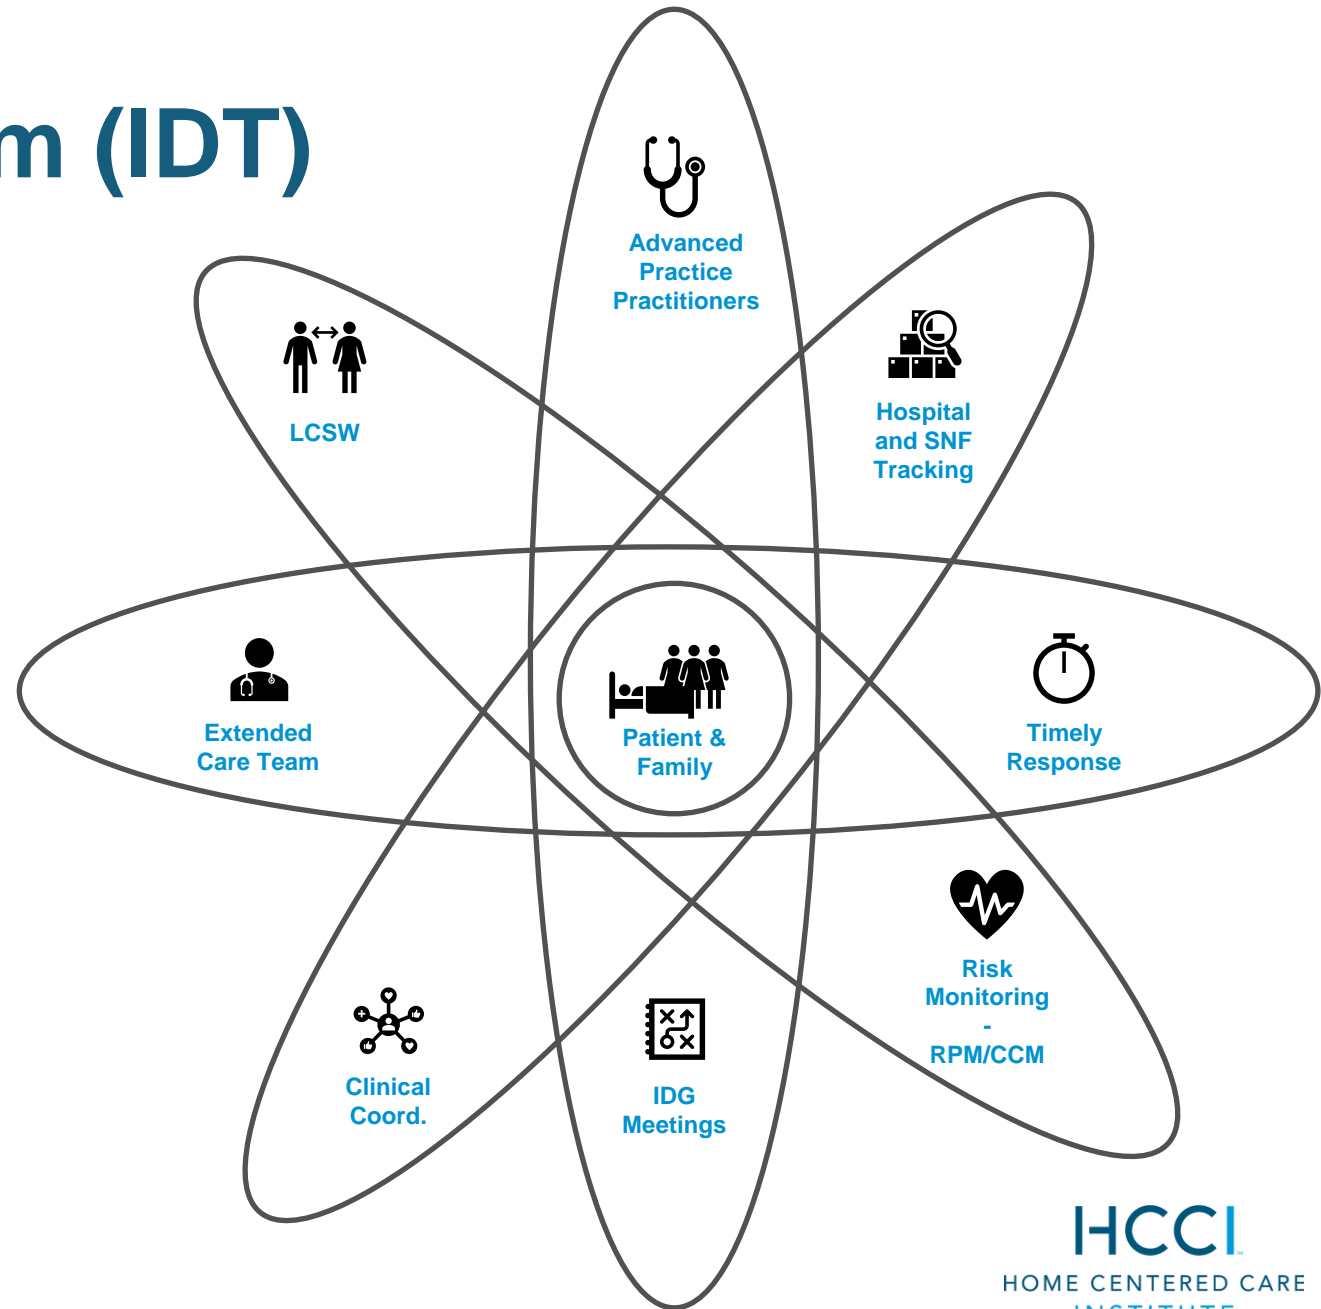 m (IDT)
Advanced
Practice
Practitioners
LCSW
Hospital
and SNF
Tracking
Extended
Care Team
Patient &
Family
Timely
Response
Risk
Monitoring
-
RPM/CCM
Clinical
Coord.
IDG
Meetings
HCCI
HOME CENTERED CARE
INSTITUTE